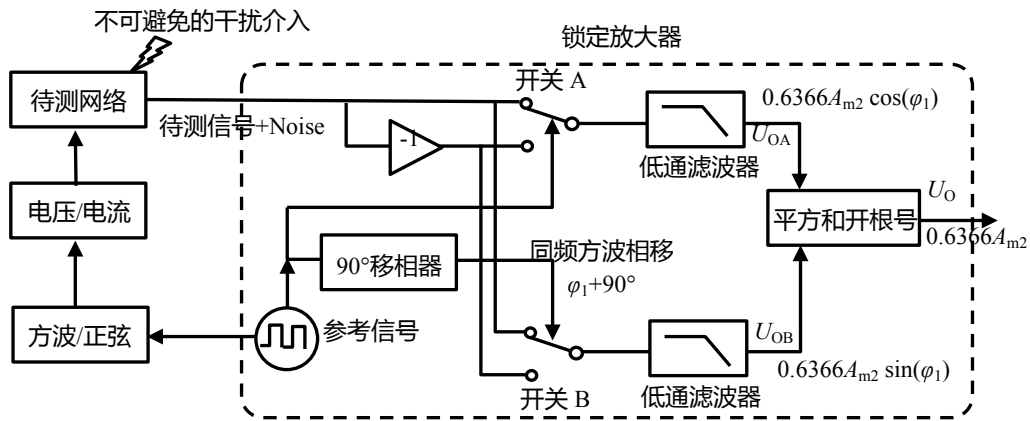 不可避免的干扰介入
锁定放大器
待测网络
开关 A
待测信号+Noise
-1
0.6366Am2 cos(φ1)
UOA
低通滤波器
电压/电流
平方和开根号
UO
0.6366Am2
90°移相器
同频方波相移
φ1+90°
方波/正弦
参考信号
UOB
0.6366Am2 sin(φ1)
开关 B
低通滤波器